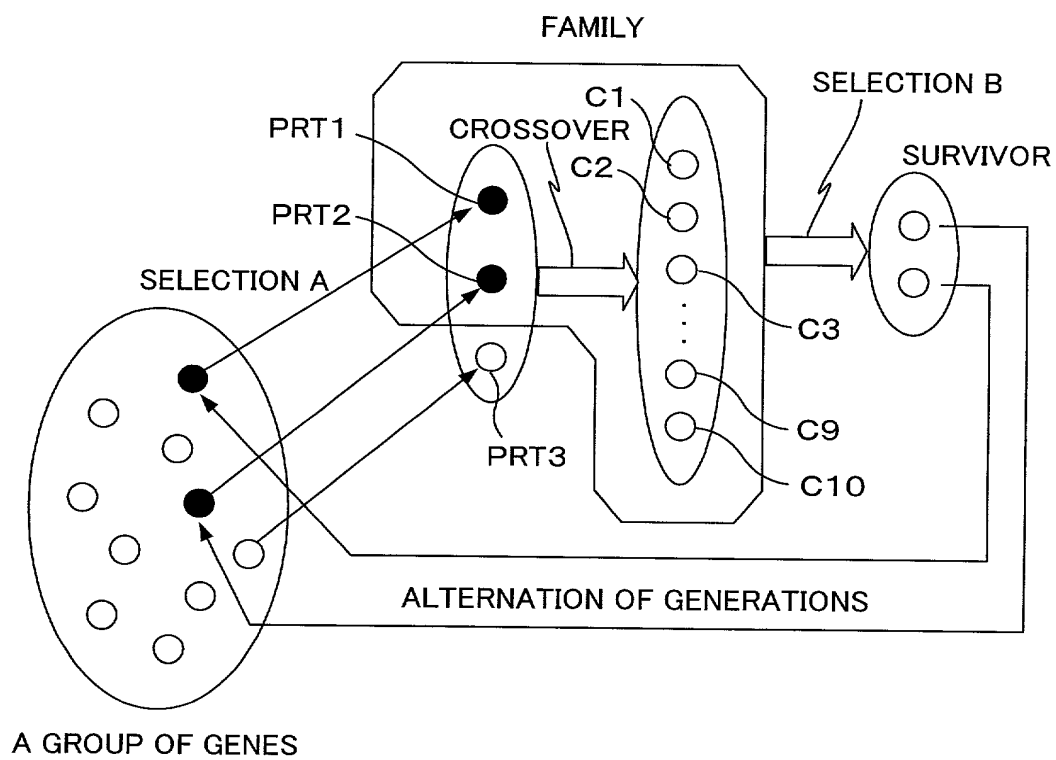 FAMILY
SELECTION B
C1
CROSSOVER
PRT1
C2
SURVIVOR
PRT2
SELECTION A
C3
C9
PRT3
C10
ALTERNATION OF GENERATIONS
A GROUP OF GENES